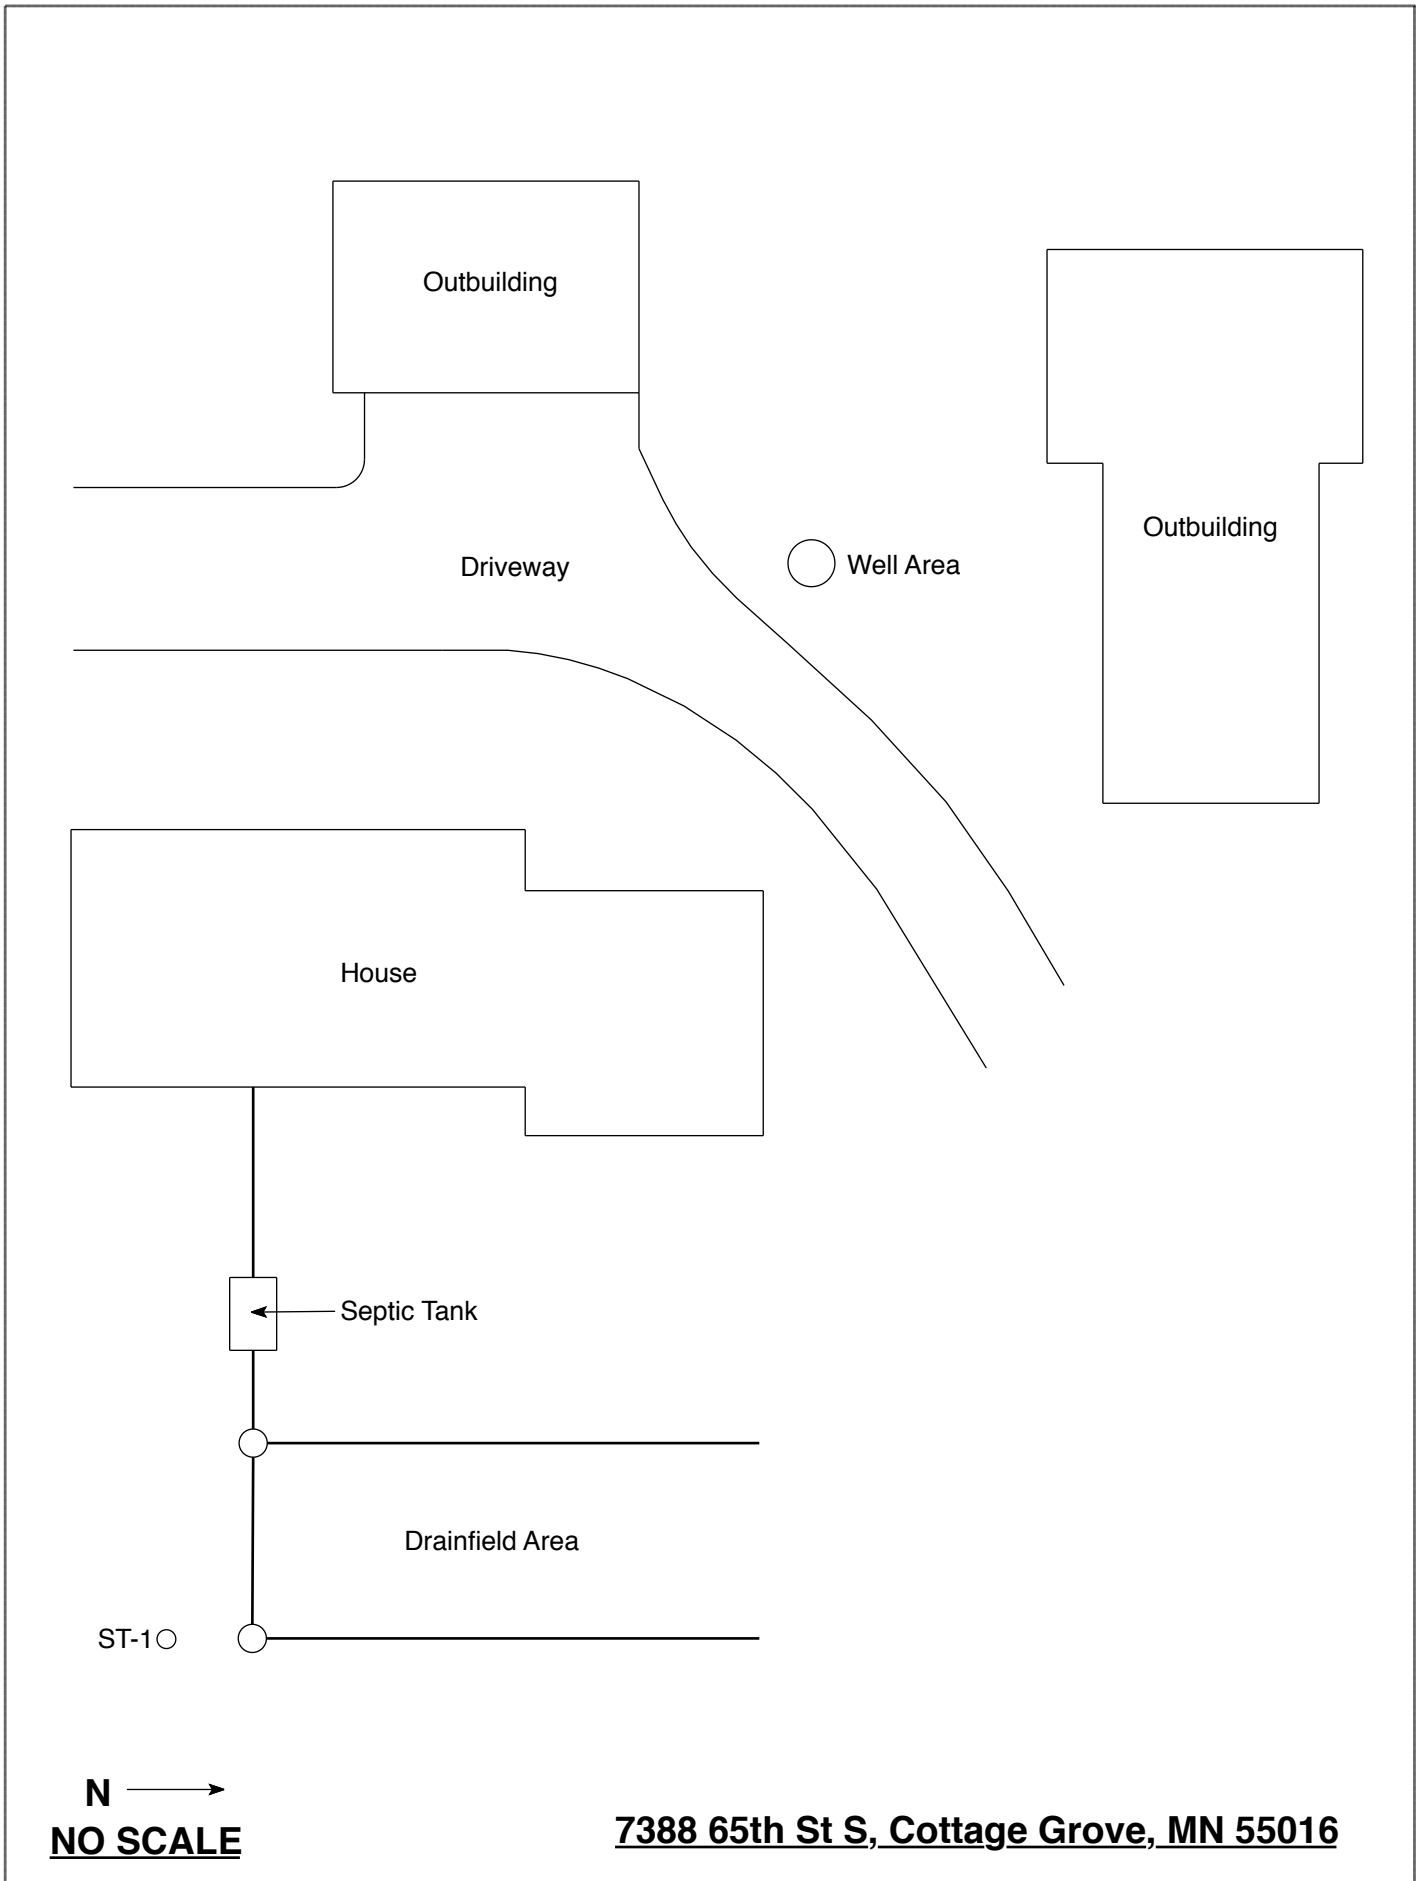 Outbuilding
Outbuilding
Driveway
Well Area
House
Septic Tank
Drainfield Area
ST-1
N
NO SCALE
7388 65th St S, Cottage Grove, MN 55016